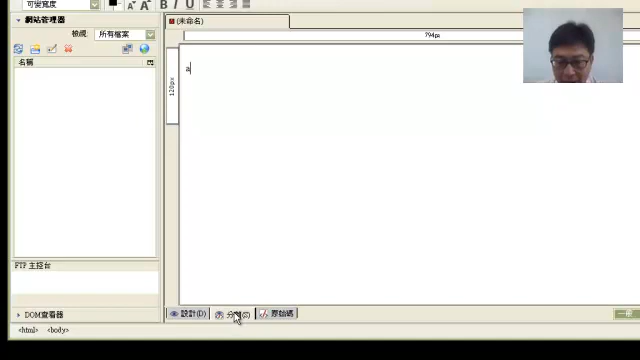 可變寬度
A A B I U
網站管理器
(未命名)
檢視: 所有檔案
794px
名稱
120px
a
FTP 主控台
設計(D)
原始碼
一般
DOM查看器
<html> <body>